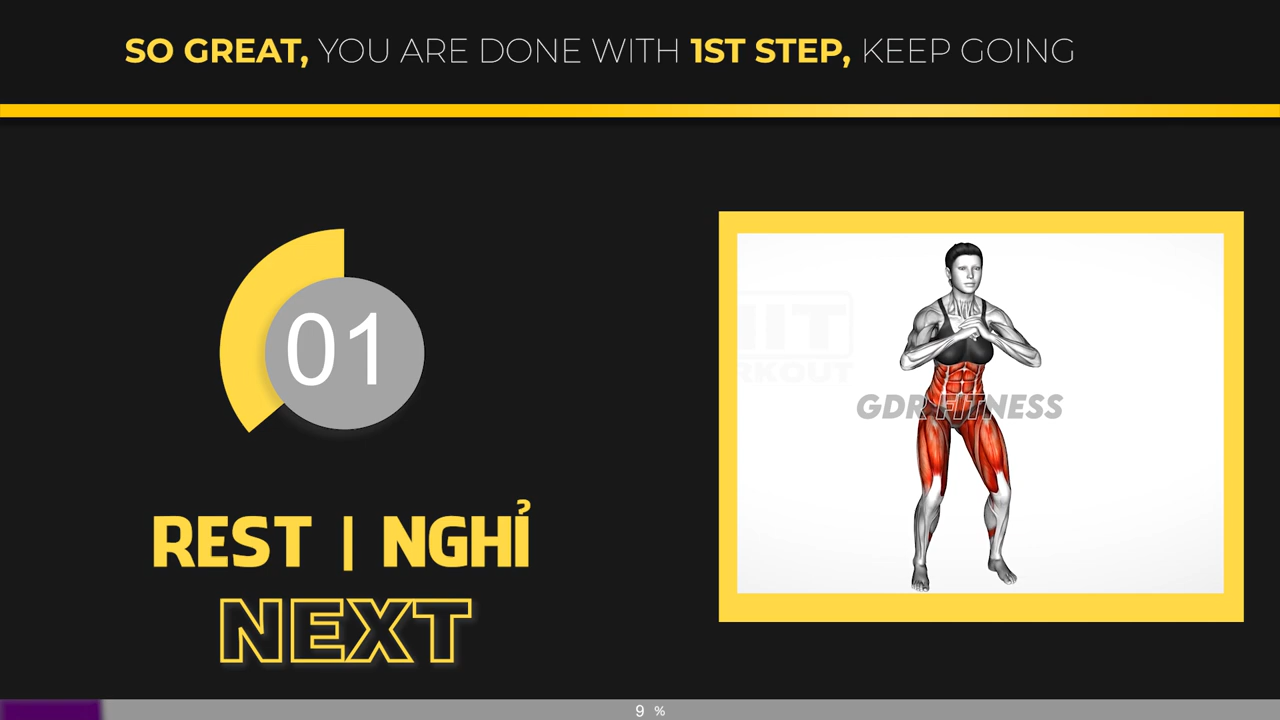 SO GREAT, YOU ARE DONE WITH 1ST STEP, KEEP GOING
01
REST | NGHỈ
NEXT
GDR FITNESS
9 %